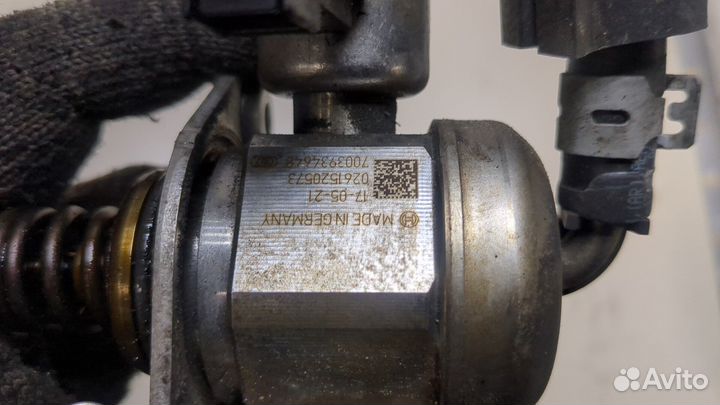 7003934648
0261520573
17-05-21
MADE IN GERMANY
Avito